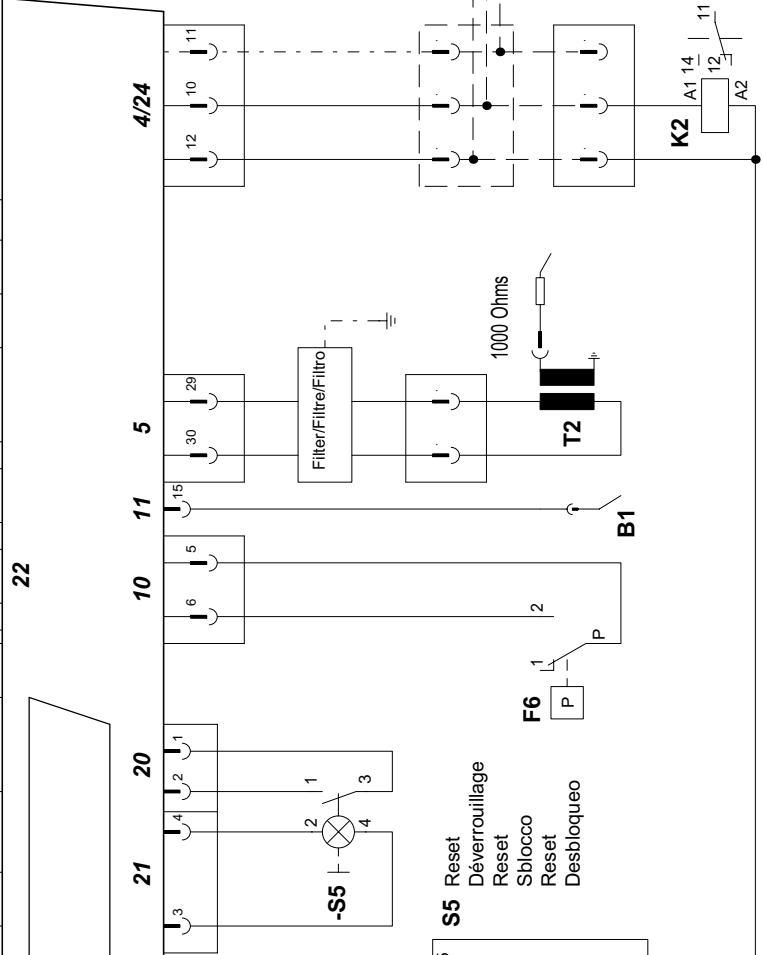 22
4/24
11
10
12
5
29
30
11
15
10
5
6
20
1
2
21
4
3
Filter/Filtre/Filtro
1000 Ohms
T2
B1
2
1
P
F6
P
1
3
2
4
-S5
S5
Reset
Déverrouillage
Reset
Sblocco
Reset
Desbloqueo
K2
A1
A2
14
12
11